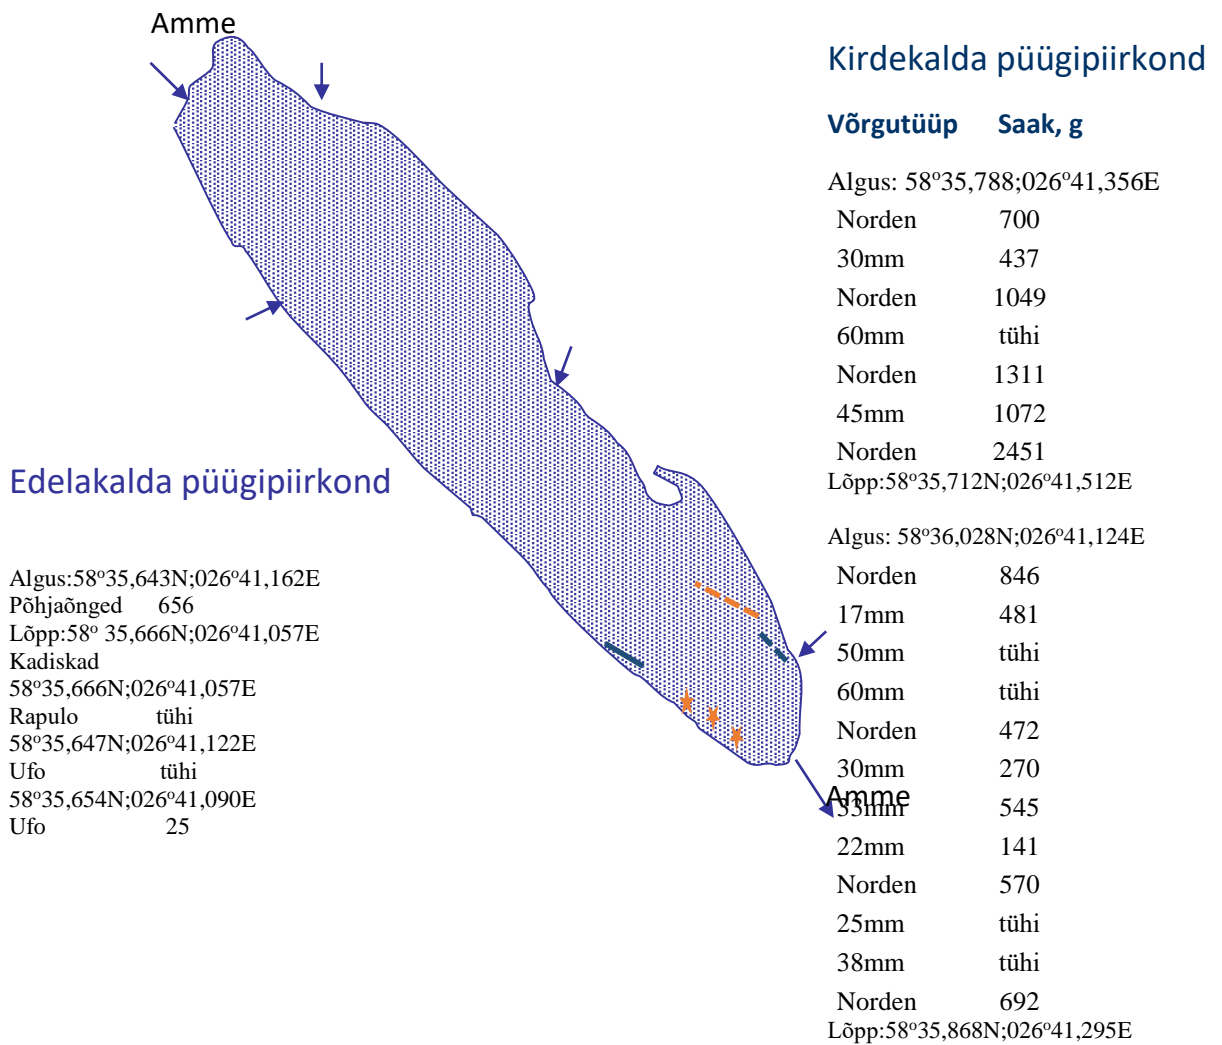 Amme
Kirdekalda püügipiirkond
Võrgutüüp Saak, g
Algus: 58º35,788;026º41,356E
Norden 700
30mm 437
Norden 1049
60mm tühi
Norden 1311
45mm 1072
Norden 2451
Lõpp:58º35,712N;026º41,512E
Algus: 58º36,028N;026º41,124E
Norden 846
17mm 481
50mm tühi
60mm tühi
Norden 472
30mm 270
33mm 545
22mm 141
Norden 570
25mm tühi
38mm tühi
Norden 692
Lõpp:58º35,868N;026º41,295E
Amme
Edelakalda püügipiirkond
Algus:58º35,643N;026º41,162E
Põhjaõnged 656
Lõpp:58º 35,666N;026º41,057E
Kadiskad
58º35,666N;026º41,057E
Rapulo tühi
58º35,647N;026º41,122E
Ufo tühi
58º35,654N;026º41,090E
Ufo 25